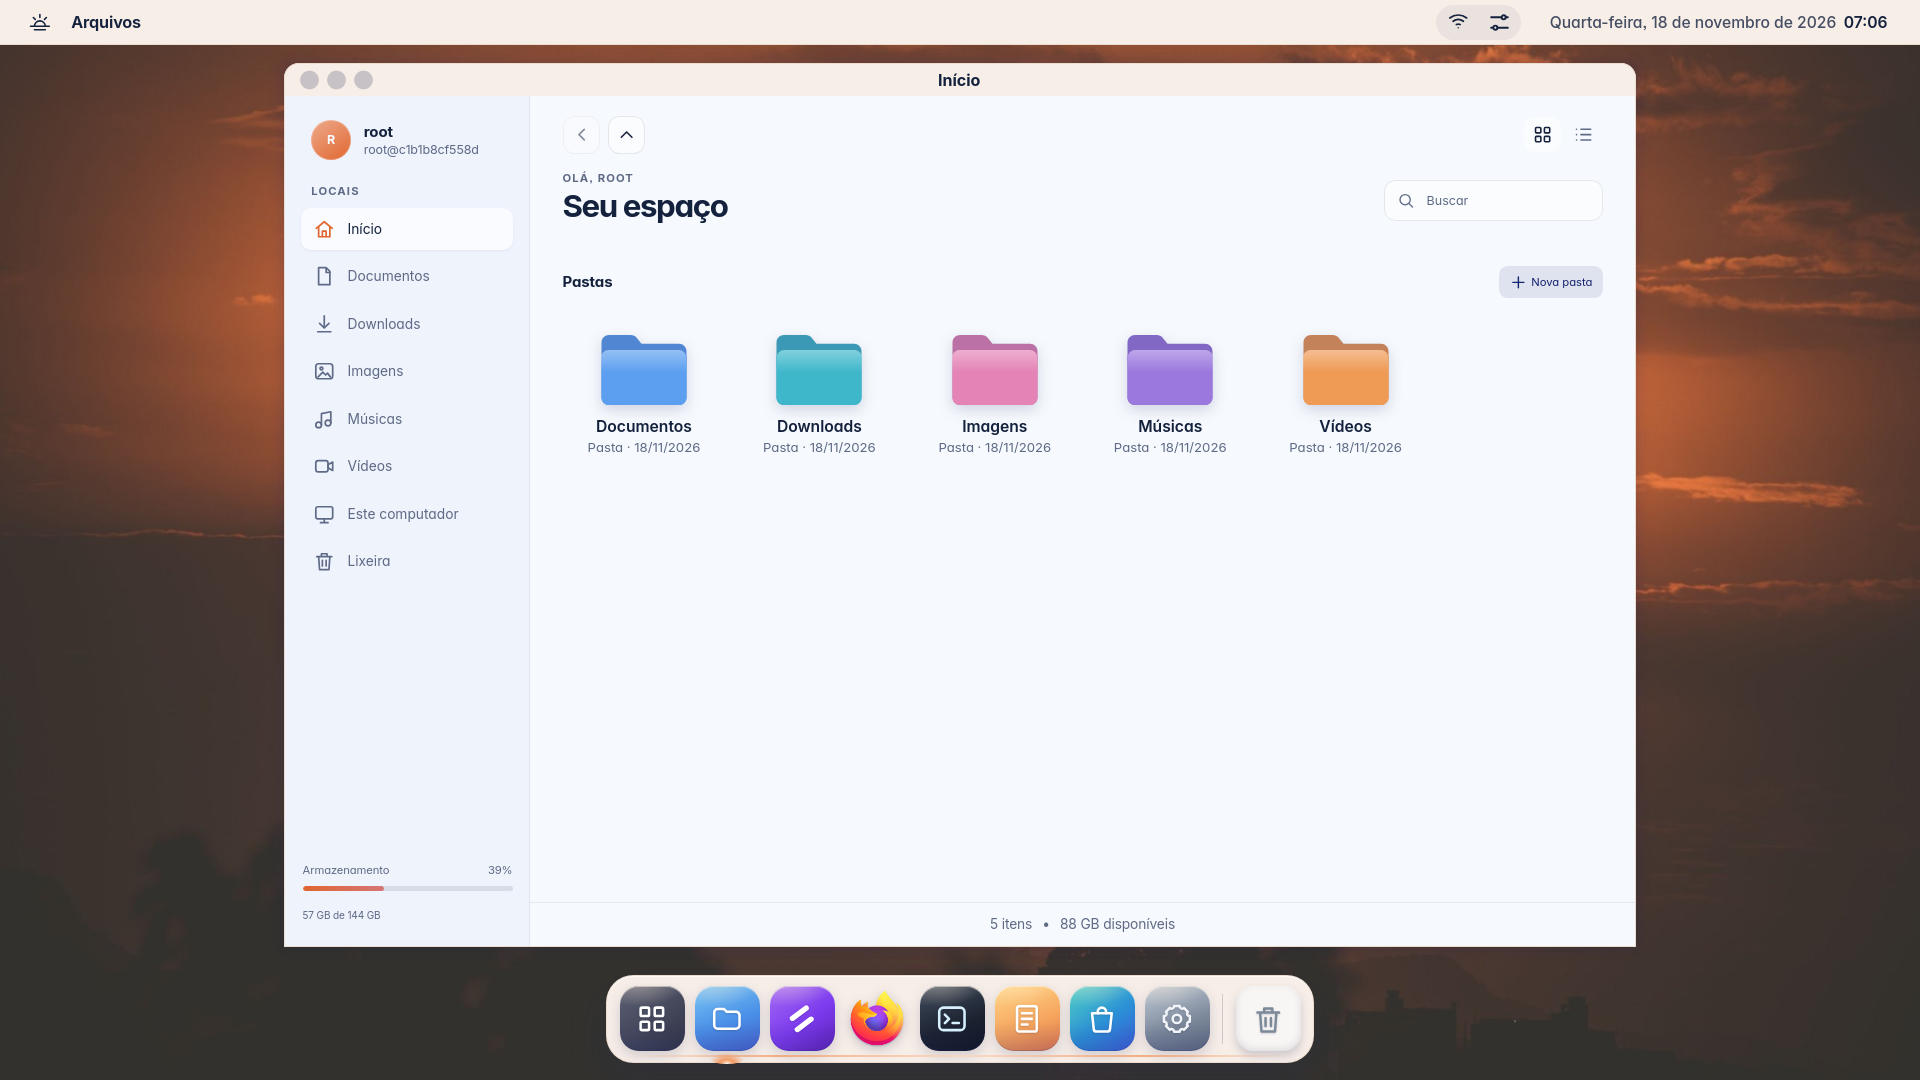 Arquivos
Quarta-feira, 18 de novembro de 2026 07:06
Início
R
root
root@c1b1b8cf558d
LOCAIS
Início
Documentos
Downloads
Imagens
Músicas
Vídeos
Este computador
Lixeira
Armazenamento 39%
57 GB de 144 GB
OLÁ, ROOT
Seu espaço
Buscar
Pastas
Nova pasta
Documentos
Pasta · 18/11/2026
Downloads
Pasta · 18/11/2026
Imagens
Pasta · 18/11/2026
Músicas
Pasta · 18/11/2026
Vídeos
Pasta · 18/11/2026
5 itens • 88 GB disponíveis